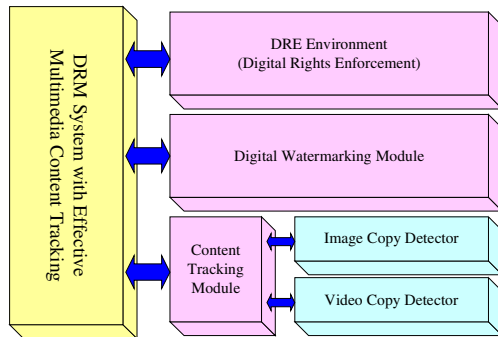 DRM System with Effective
Multimedia Content Tracking
DRE Environment
(Digital Rights Enforcement)
Digital Watermarking Module
Content
Tracking
Module
Image Copy Detector
Video Copy Detector